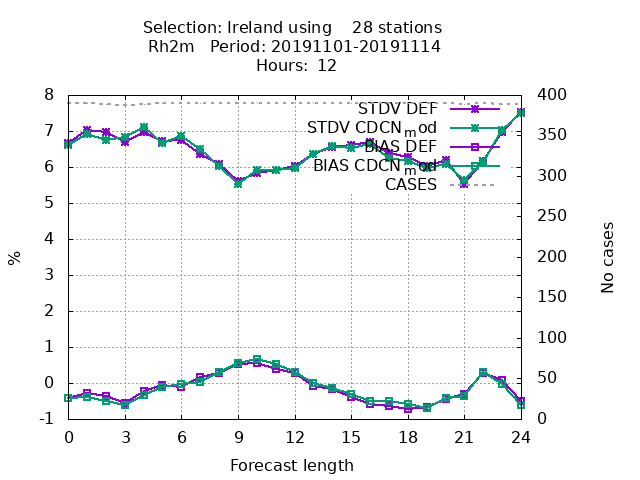 Selection: Ireland using    28 stations
Rh2m   Period: 20191101-20191114
Hours: 12
8 400
STDV DEF
7 350
STDV CDCN_mod
BIAS DEF
6 300
BIAS CDCN_mod
CASES
5 250
4 200
% No cases
3 150
2 100
1
0 50
-1 0
0 3 6 9 12 15 18 21 24
Forecast length